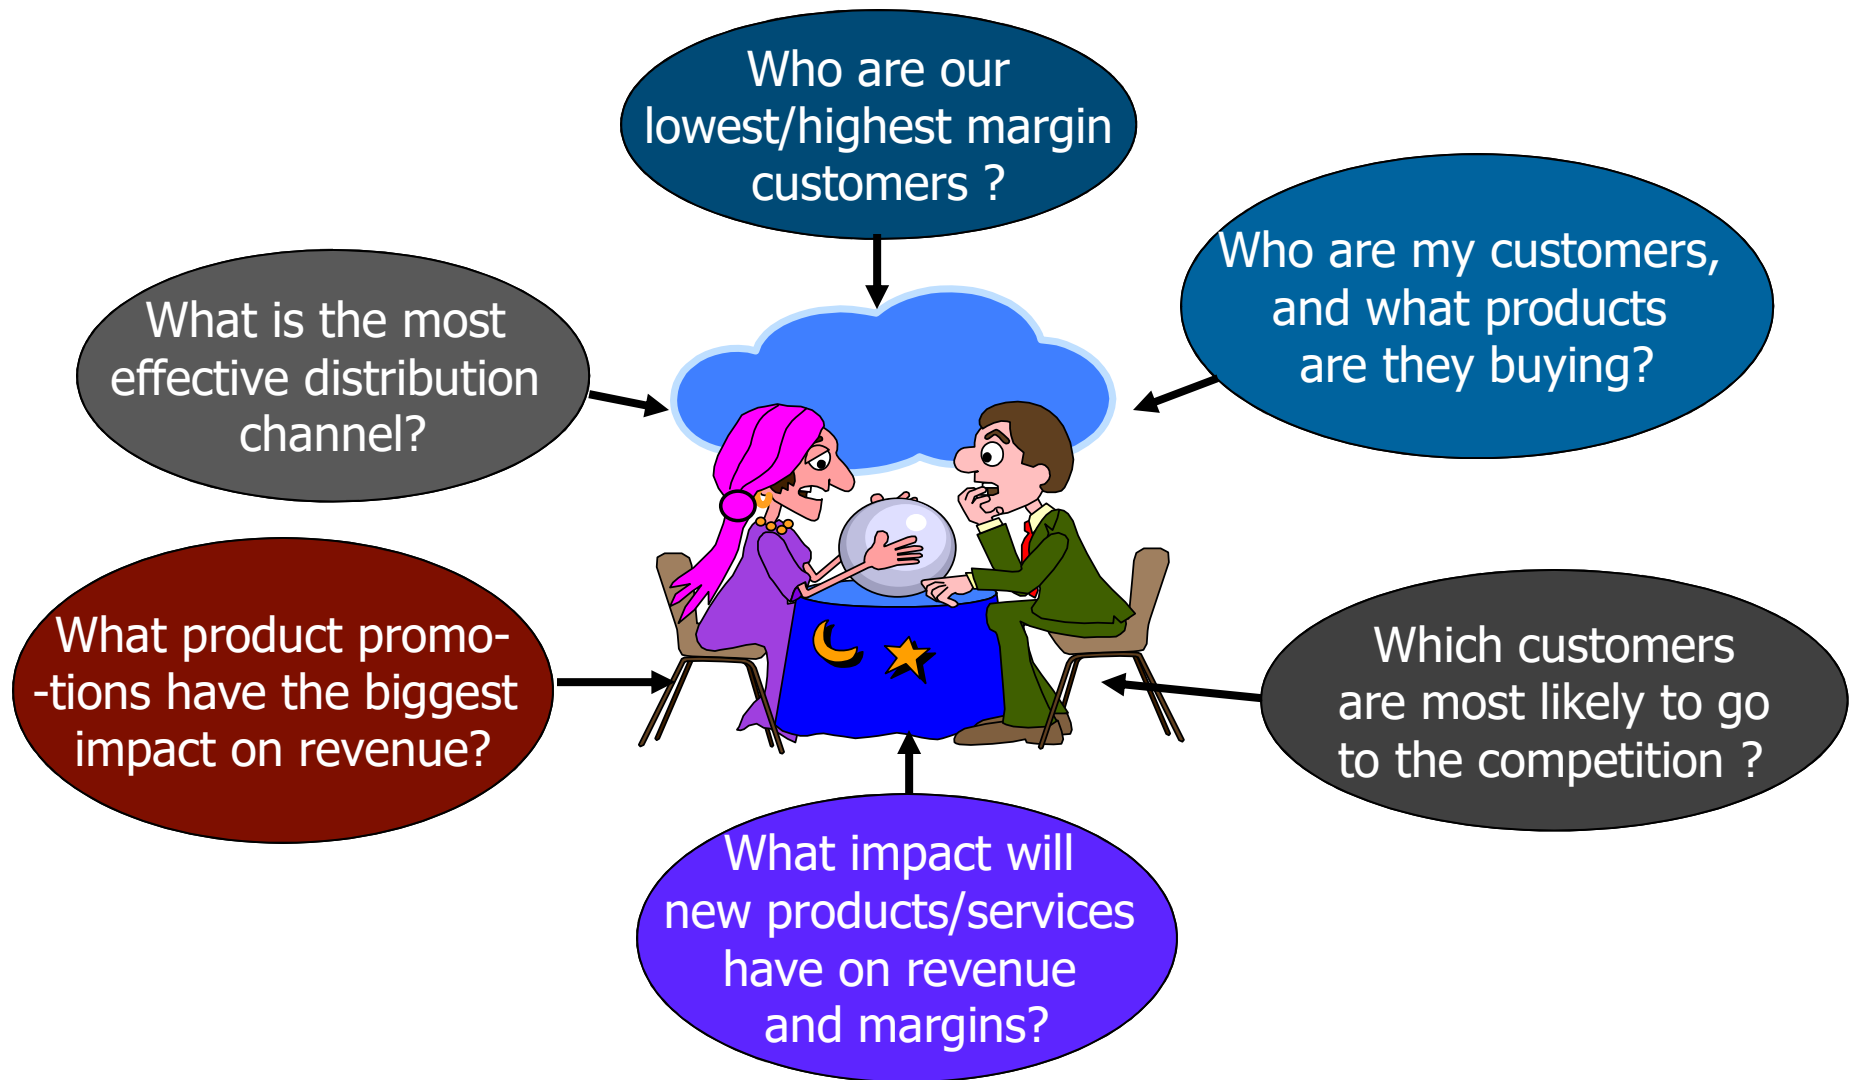 Who are our
lowest/highest margin
customers ?
Who are my customers,
and what products
are they buying?
What is the most
effective distribution
channel?
What product promo-
-tions have the biggest
impact on revenue?
Which customers
are most likely to go
to the competition ?
What impact will
new products/services
have on revenue
and margins?